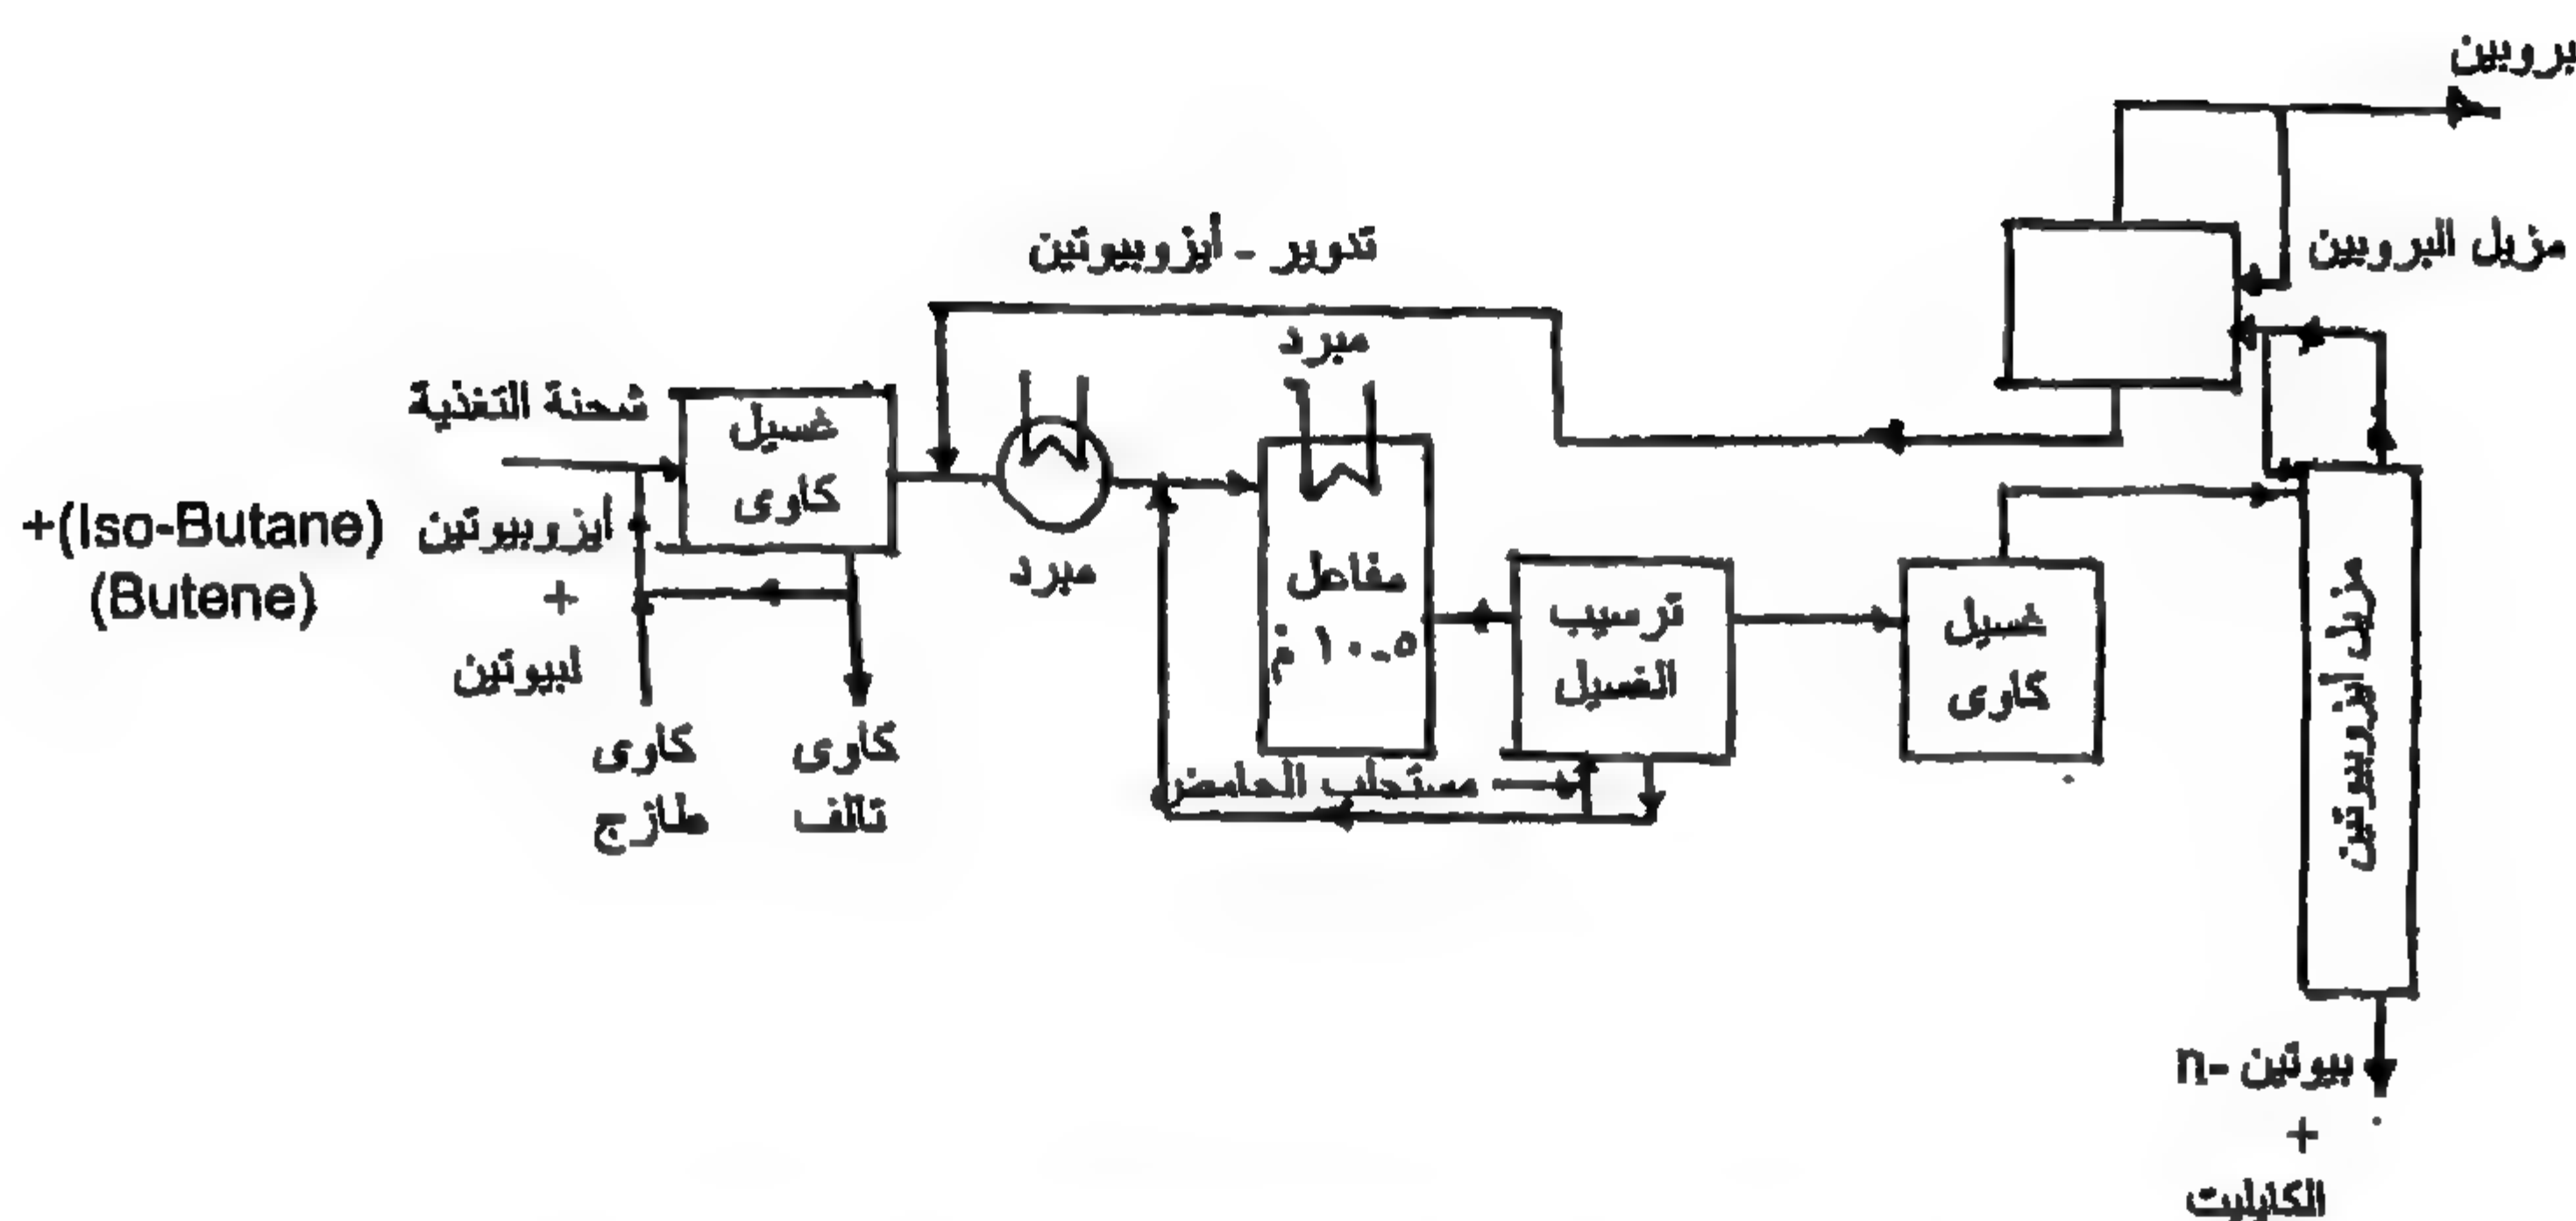 بروبين
مزيل البروبين
تدوير - أيزوبيوتين
مبرد
شحنة التغذية
غسيل
كاوى
+(Iso-Butane)
(Butene)
أيزوبيوتين
+
لبيوتين
مبرد
مفاعل
٥-١٠ م
ترسيب
الغسيل
غسيل
كاوى
مزيل أيزوبيوتين
كاوى
طازج
كاوى
تالف
مستحلب الحامض
بيوتين -n
+
الكايليت